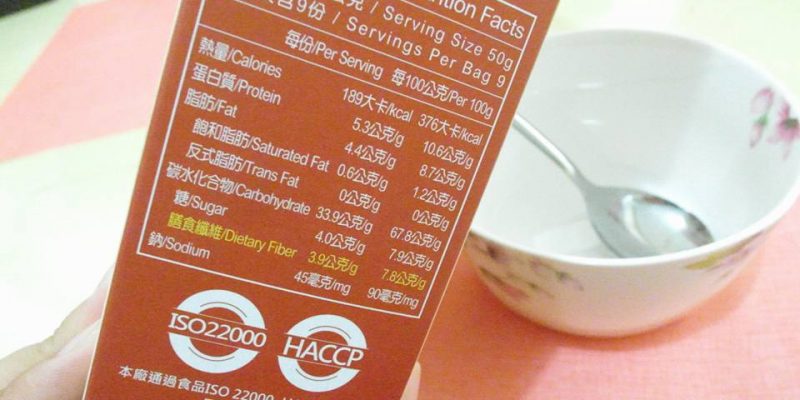 Nutrition Facts
公克 / Serving Size 50g
含9份 / Servings Per Bag 9
每份/Per Serving 每100公克/Per 100g
熱量/Calories 189大卡/kcal 376大卡/kcal
蛋白質/Protein 5.3公克/g 10.6公克/g
脂肪/Fat 4.4公克/g 8.7公克/g
飽和脂肪/Saturated Fat 0.6公克/g 1.2公克/g
反式脂肪/Trans Fat 0公克/g 0公克/g
碳水化合物/Carbohydrate 33.9公克/g 67.8公克/g
糖/Sugar 4.0公克/g 7.9公克/g
膳食纖維/Dietary Fiber 3.9公克/g 7.8公克/g
鈉/Sodium 45毫克/mg 90毫克/mg
ISO22000
HACCP
本廠通過食品ISO 22000